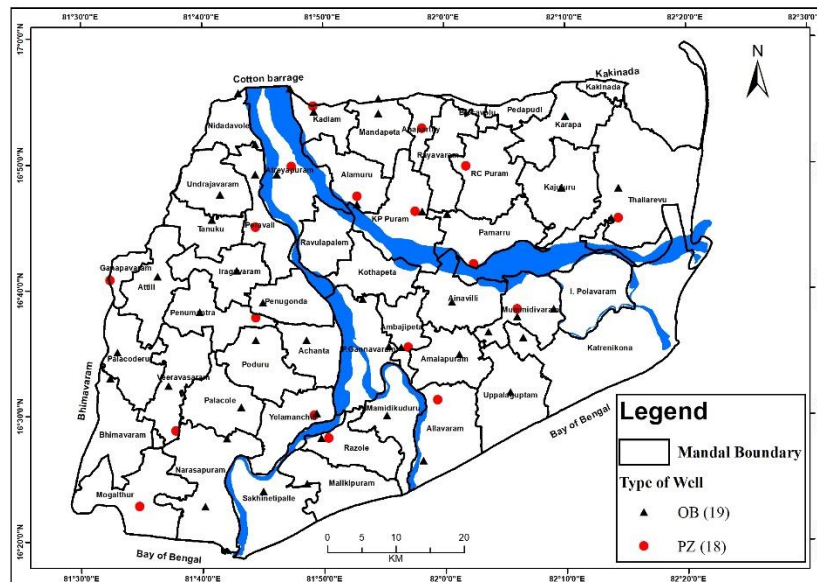 81°30'0"E 81°40'0"E 81°50'0"E 82°0'0"E 82°10'0"E 82°20'0"E 82°30'0"E
17°0'0"N
16°50'0"N
16°40'0"N
16°30'0"N
16°20'0"N
N
Cotton barrage
Kakinada
Kakinada
Nidadavole
Kadiam
Mandapeta
Pedapudi
Karapa
Rayavaram
RC Puram
Atreyapuram
Alamuru
Undrajavaram
Kajuluru
Thallarevu
Tanuku
Peravali
KP Puram
Pamarru
Ravulapalem
Ganapavaram
Attili
Iragavaram
Kothapeta
I. Polavaram
Penugonda
Ainavilli
Mummidivaram
Penumantra
Ambajipeta
Katrenikona
Palacoderu
Poduru
Achanta
P.Gannavaram
Amalapuram
Veeravasaram
Uppalaguptam
Bhimavaram
Palacole
Yelamanchili
Mamidikuduru
Allavaram
Bhimavaram
Razole
Narasapuram
Malikipuram
Mogalthur
Sakhinetipalle
Bay of Bengal
Bay of Bengal
0 5 10 20
KM
Legend
Mandal Boundary
Type of Well
OB (19)
PZ (18)